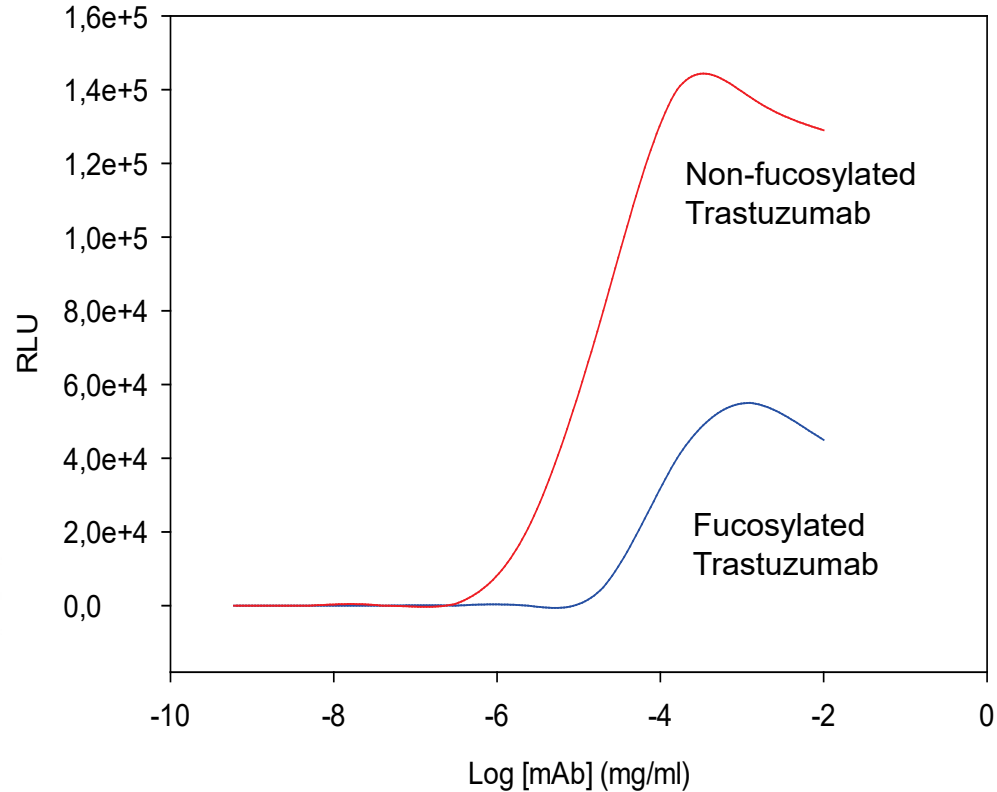 1,6e+5
1,4e+5
1,2e+5
1,0e+5
8,0e+4
6,0e+4
4,0e+4
2,0e+4
0,0
RLU
Non-fucosylated
Trastuzumab
Fucosylated
Trastuzumab
-10 -8 -6 -4 -2 0
Log [mAb] (mg/ml)